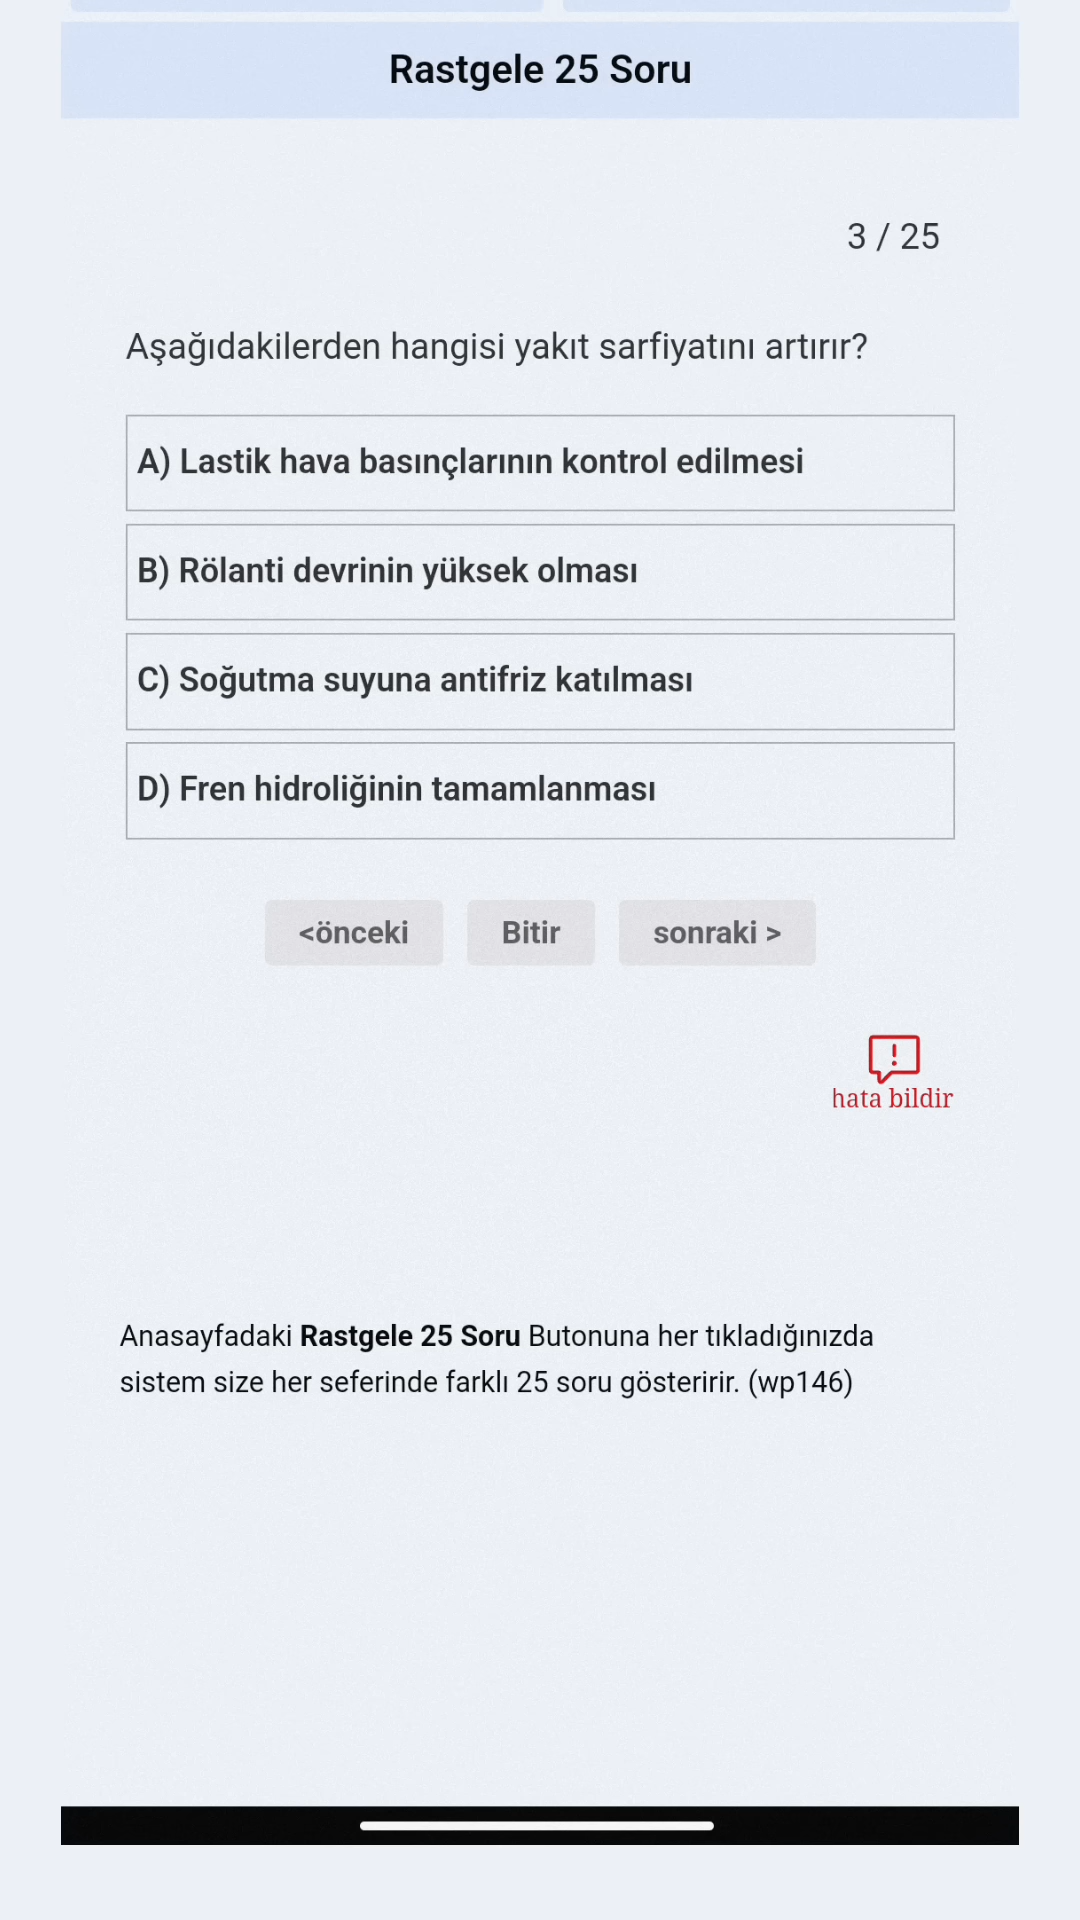 Rastgele 25 Soru
3 / 25
Aşağıdakilerden hangisi yakıt sarfiyatını artırır?
A) Lastik hava basınçlarının kontrol edilmesi
B) Rölanti devrinin yüksek olması
C) Soğutma suyuna antifriz katılması
D) Fren hidroliğinin tamamlanması
<önceki Bitir sonraki >
!
hata bildir
Anasayfadaki Rastgele 25 Soru Butonuna her tıkladığınızda
sistem size her seferinde farklı 25 soru gösteririr. (wp146)